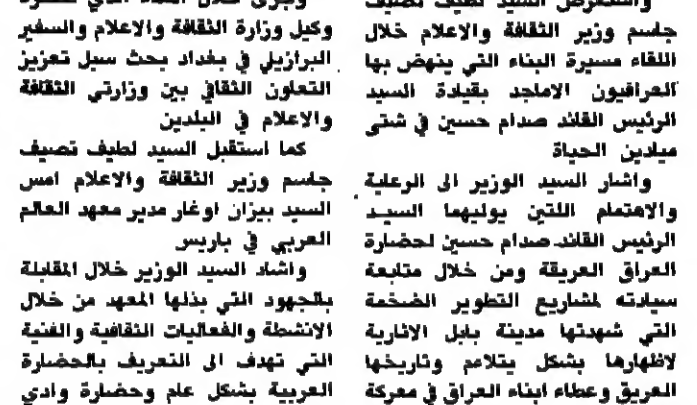 واستعرض السيد لطيف نصيف
جاسم وزير الثقافة والاعلام خلال
اللقاء مسيرة البناء التي ينهض بها
العراقيون الاماجد بقيادة السيد
الرئيس القائد صدام حسين في شتى
ميادين الحياة
واشار السيد الوزير الى الرعاية
والاهتمام اللتين يوليهما السيد
الرئيس القائد صدام حسين لحضارة
العراق العريقة ومن خلال متابعة
سيادته لمشاريع التطوير الضخمة
التي شهدتها مدينة بابل الاثارية
لاظهارها بشكل يتلاءم وتاريخها
العريق وعطاء ابناء العراق في معركة
وجرى خلال اللقاء الذي حضره
وكيل وزارة الثقافة والاعلام والسفير
البرازيلي في بغداد بحث سبل تعزيز
التعاون الثقافي بين وزارتي الثقافة
والاعلام في البلدين
كما استقبل السيد لطيف نصيف
جاسم وزير الثقافة والاعلام امس
السيد بيزان اوغار مدير معهد العالم
العربي في باريس
واشاد السيد الوزير خلال المقابلة
بالجهود التي بذلها المعهد من خلال
الانشطة والفعاليات الثقافية والفنية
التي تهدف الى التعريف بالحضارة
العربية بشكل عام وحضارة وادي